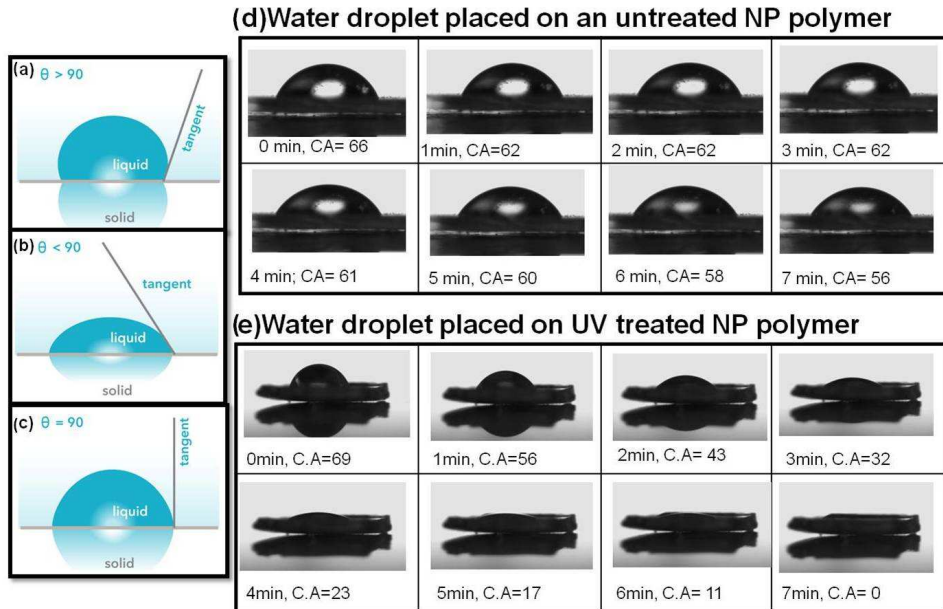 (d)Water droplet placed on an untreated NP polymer
(a)
θ > 90
tangent
liquid
solid
(b)
θ < 90
tangent
liquid
solid
(c)
θ = 90
tangent
liquid
solid
0 min, CA= 66
1min, CA=62
2 min, CA=62
3 min, CA= 62
4 min; CA= 61
5 min, CA= 60
6 min, CA= 58
7 min, CA= 56
(e)Water droplet placed on UV treated NP polymer
0min, C.A=69
1min, C.A=56
2min, C.A= 43
3min, C.A=32
4min, C.A=23
5min, C.A=17
6min, C.A= 11
7min, C.A= 0